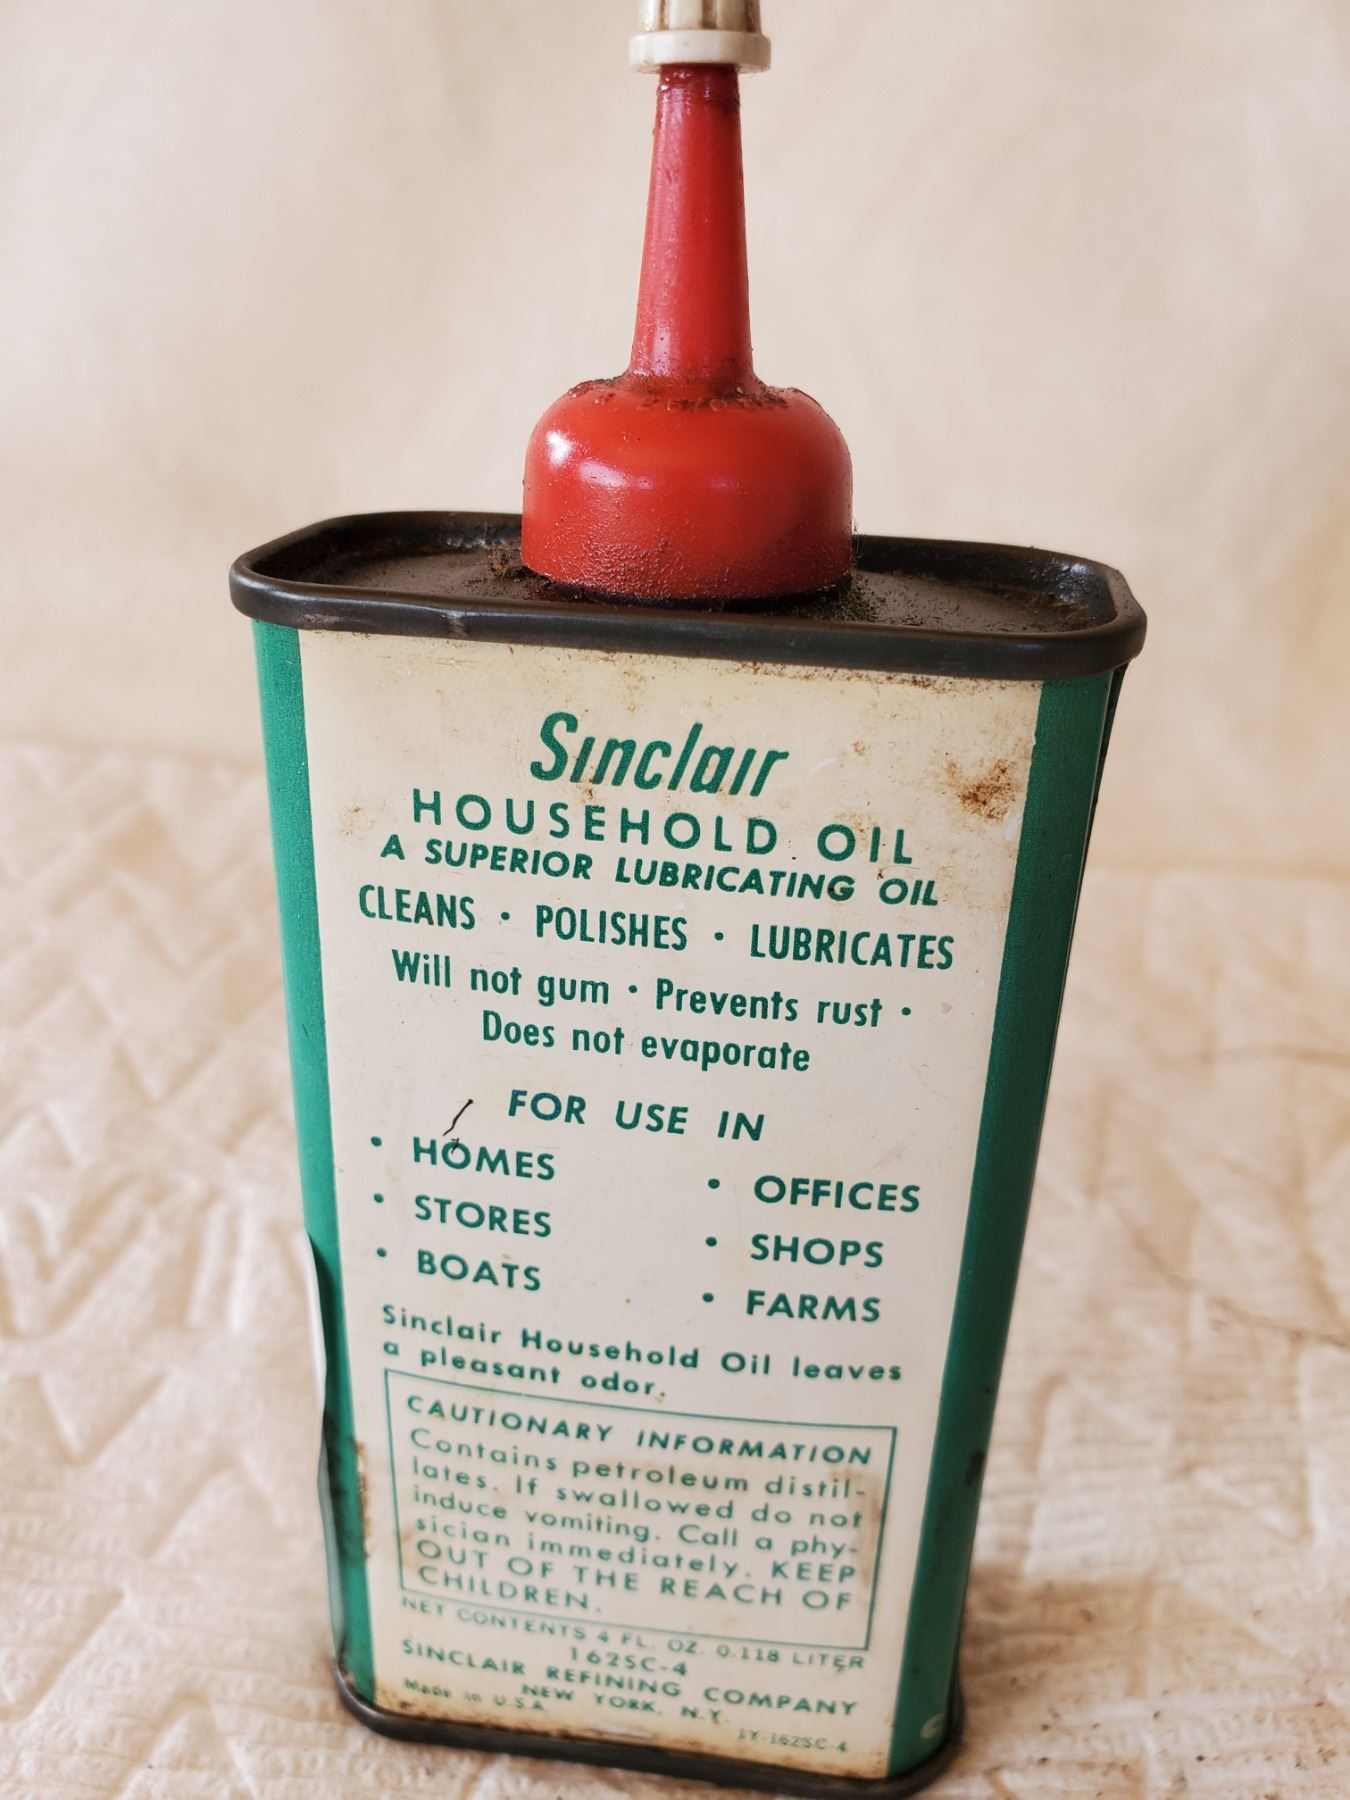 Sinclair
HOUSEHOLD OIL
A SUPERIOR LUBRICATING OIL
CLEANS · POLISHES · LUBRICATES
Will not gum · Prevents rust ·
Does not evaporate
FOR USE IN
• HOMES
• OFFICES
• STORES
• SHOPS
• BOATS
• FARMS
Sinclair Household Oil leaves
a pleasant odor.
CAUTIONARY INFORMATION
Contains petroleum distil-
lates. If swallowed do not
induce vomiting. Call a phy-
sician immediately. KEEP
OUT OF THE REACH OF
CHILDREN.
NET CONTENTS 4 FL. OZ. 0.118 LITER
162SC-4
SINCLAIR REFINING COMPANY
NEW YORK, N.Y.
Made in U.S.A.
1Y-162SC-4